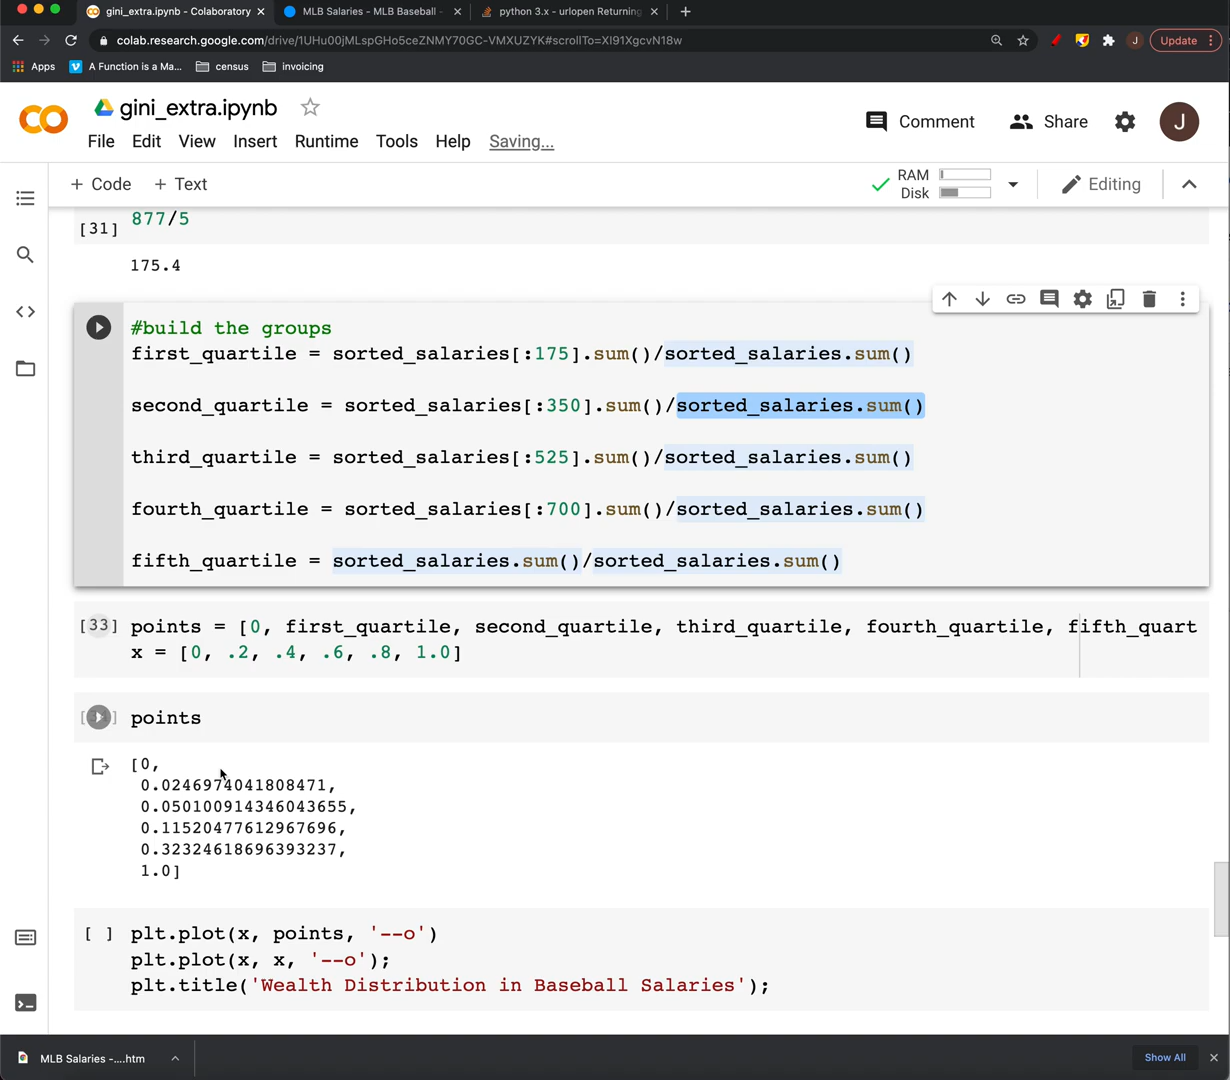 gini_extra.ipynb - Colaboratory
MLB Salaries - MLB Baseball -
python 3.x - urlopen Returning
colab.research.google.com/drive/1UHu00jMLspGHo5ceZNMY70GC-VMXUZYK#scrollTo=XI91XgcvN18w
J
Update
Apps
A Function is a Ma...
census
invoicing
CO
gini_extra.ipynb
Comment
Share
J
File Edit View Insert Runtime Tools Help Saving...
+ Code + Text
RAM
Disk
Editing
[31] 877/5
175.4
#build the groups
first_quartile = sorted_salaries[:175].sum()/sorted_salaries.sum()
second_quartile = sorted_salaries[:350].sum()/sorted_salaries.sum()
third_quartile = sorted_salaries[:525].sum()/sorted_salaries.sum()
fourth_quartile = sorted_salaries[:700].sum()/sorted_salaries.sum()
fifth_quartile = sorted_salaries.sum()/sorted_salaries.sum()
[33] points = [0, first_quartile, second_quartile, third_quartile, fourth_quartile, fifth_quart
x = [0, .2, .4, .6, .8, 1.0]
points
[0,
0.0246974041808471,
0.050100914346043655,
0.11520477612967696,
0.32324618696393237,
1.0]
[ ] plt.plot(x, points, '--o')
plt.plot(x, x, '--o');
plt.title('Wealth Distribution in Baseball Salaries');
MLB Salaries -....htm
Show All